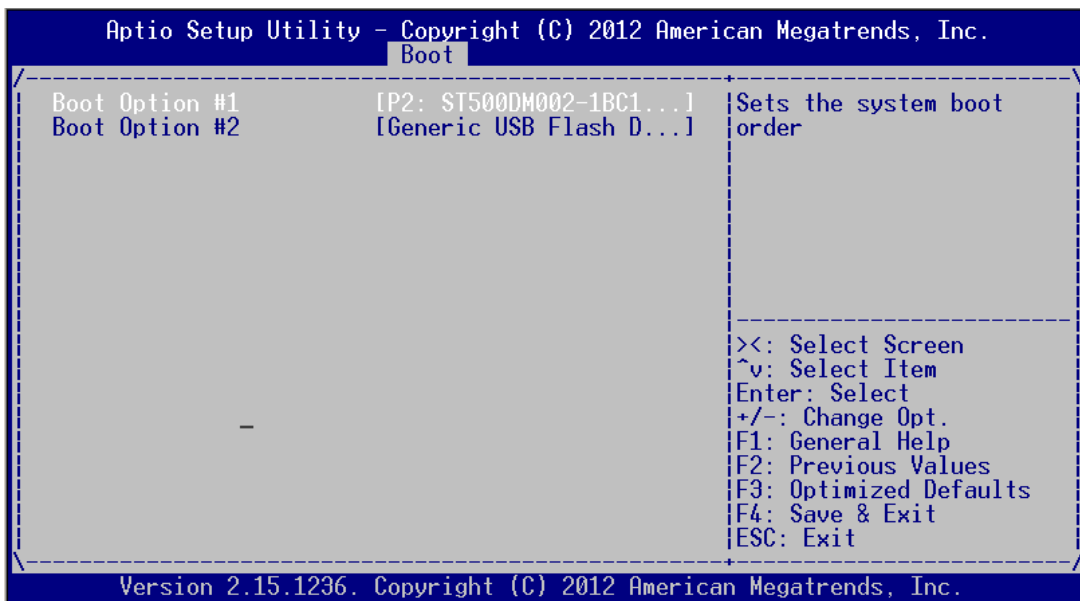 Aptio Setup Utility - Copyright (C) 2012 American Megatrends, Inc.
Boot
Boot Option #1 [P2: ST500DM002-1BC1...]
Boot Option #2 [Generic USB Flash D...]
Sets the system boot
order
><: Select Screen
^v: Select Item
Enter: Select
+/-: Change Opt.
F1: General Help
F2: Previous Values
F3: Optimized Defaults
F4: Save & Exit
ESC: Exit
Version 2.15.1236. Copyright (C) 2012 American Megatrends, Inc.